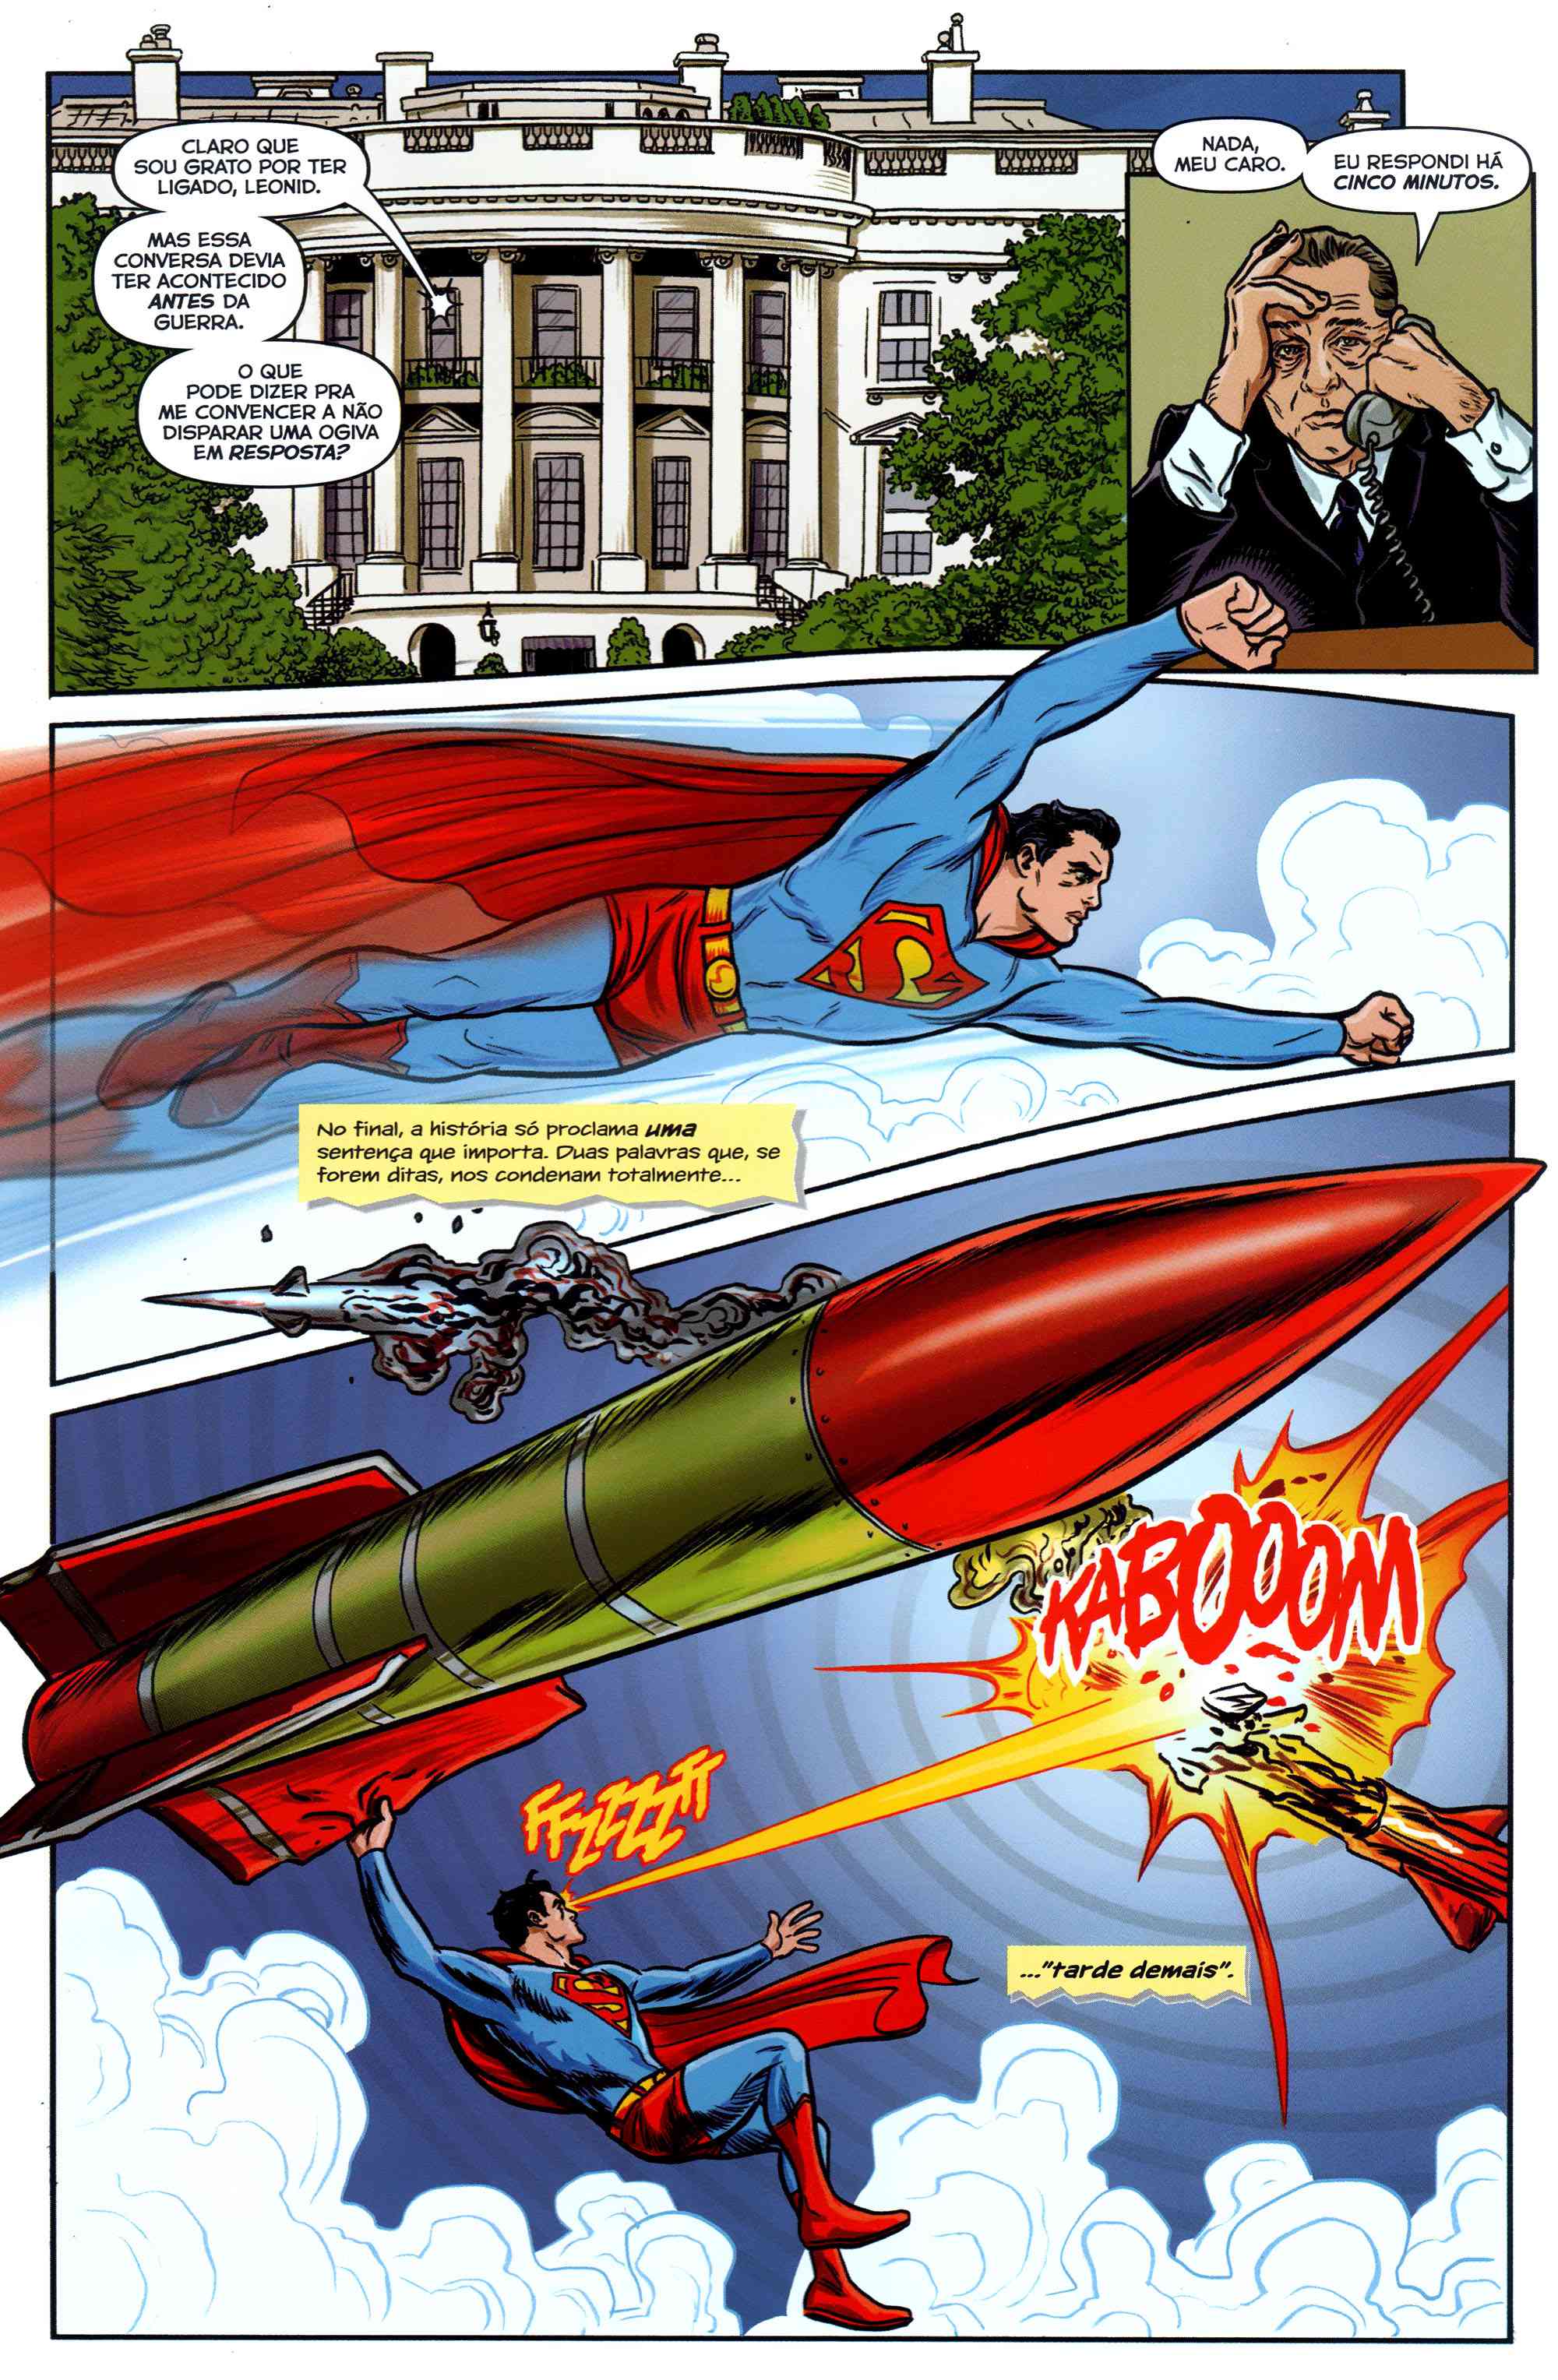 CLARO QUE
SOU GRATO POR TER
LIGADO, LEONID.
MAS ESSA
CONVERSA DEVIA
TER ACONTECIDO
ANTES DA
GUERRA.
O QUE
PODE DIZER PRA
ME CONVENCER A NÃO
DISPARAR UMA OGIVA
EM RESPOSTA?
NADA,
MEU CARO.
EU RESPONDI HÁ
CINCO MINUTOS.
No final, a história só proclama uma
sentença que importa. Duas palavras que, se
forem ditas, nos condenam totalmente...
KABOOOM
FFZZZZTT
..."tarde demais".